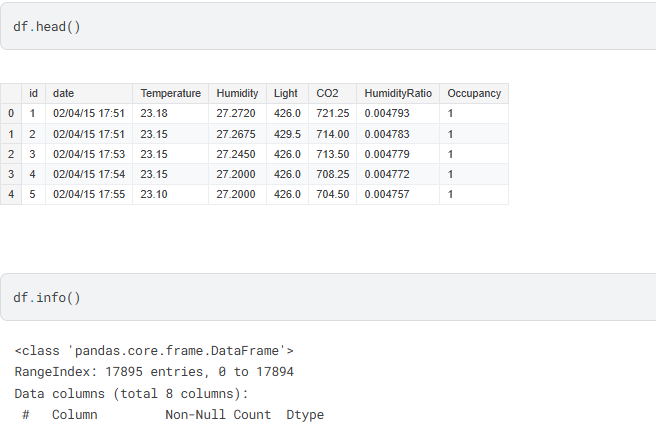 df.head()
id date Temperature Humidity Light CO2 HumidityRatio Occupancy
0 1 02/04/15 17:51 23.18 27.2720 426.0 721.25 0.004793 1
1 2 02/04/15 17:51 23.15 27.2675 429.5 714.00 0.004783 1
2 3 02/04/15 17:53 23.15 27.2450 426.0 713.50 0.004779 1
3 4 02/04/15 17:54 23.15 27.2000 426.0 708.25 0.004772 1
4 5 02/04/15 17:55 23.10 27.2000 426.0 704.50 0.004757 1
df.info()
<class 'pandas.core.frame.DataFrame'>
RangeIndex: 17895 entries, 0 to 17894
Data columns (total 8 columns):
# Column Non-Null Count Dtype